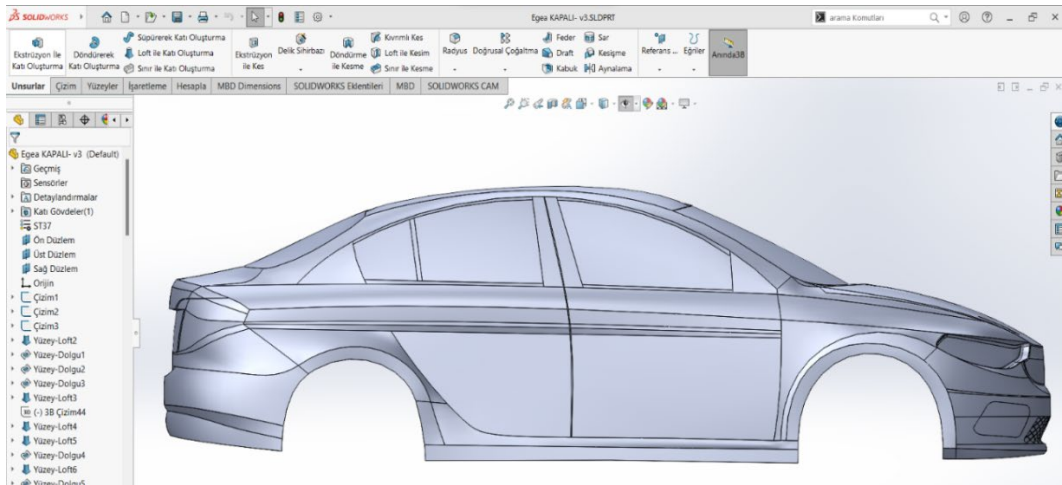 SOLIDWORKS
Egea KAPALI- v3.SLDPRT
arama Komutları
Ekstrüzyon İle
Katı Oluşturma
Döndürerek
Katı Oluşturma
Süpürerek Katı Oluşturma
Loft ile Katı Oluşturma
Sınır ile Katı Oluşturma
Ekstrüzyon
ile Kes
Delik Sihirbazı
Döndürme
ile Kesme
Kıvrımlı Kes
Loft ile Kesim
Sınır ile Kesme
Radyus
Doğrusal Çoğaltma
Feder
Draft
Kabuk
Sar
Kesişme
Aynalama
Referans ...
Eğriler
Anında3B
Unsurlar
Çizim
Yüzeyler
İşaretleme
Hesapla
MBD Dimensions
SOLIDWORKS Eklentileri
MBD
SOLIDWORKS CAM
Egea KAPALI- v3 (Default)
Geçmiş
Sensörler
Detaylandırmalar
Katı Gövdeler(1)
ST37
Ön Düzlem
Üst Düzlem
Sağ Düzlem
Orijin
Çizim1
Çizim2
Çizim3
Yüzey-Loft2
Yüzey-Dolgu1
Yüzey-Dolgu2
Yüzey-Dolgu3
Yüzey-Loft3
(-) 3B Çizim44
Yüzey-Loft4
Yüzey-Loft5
Yüzey-Dolgu4
Yüzey-Loft6
Yüzey-Dolgu5